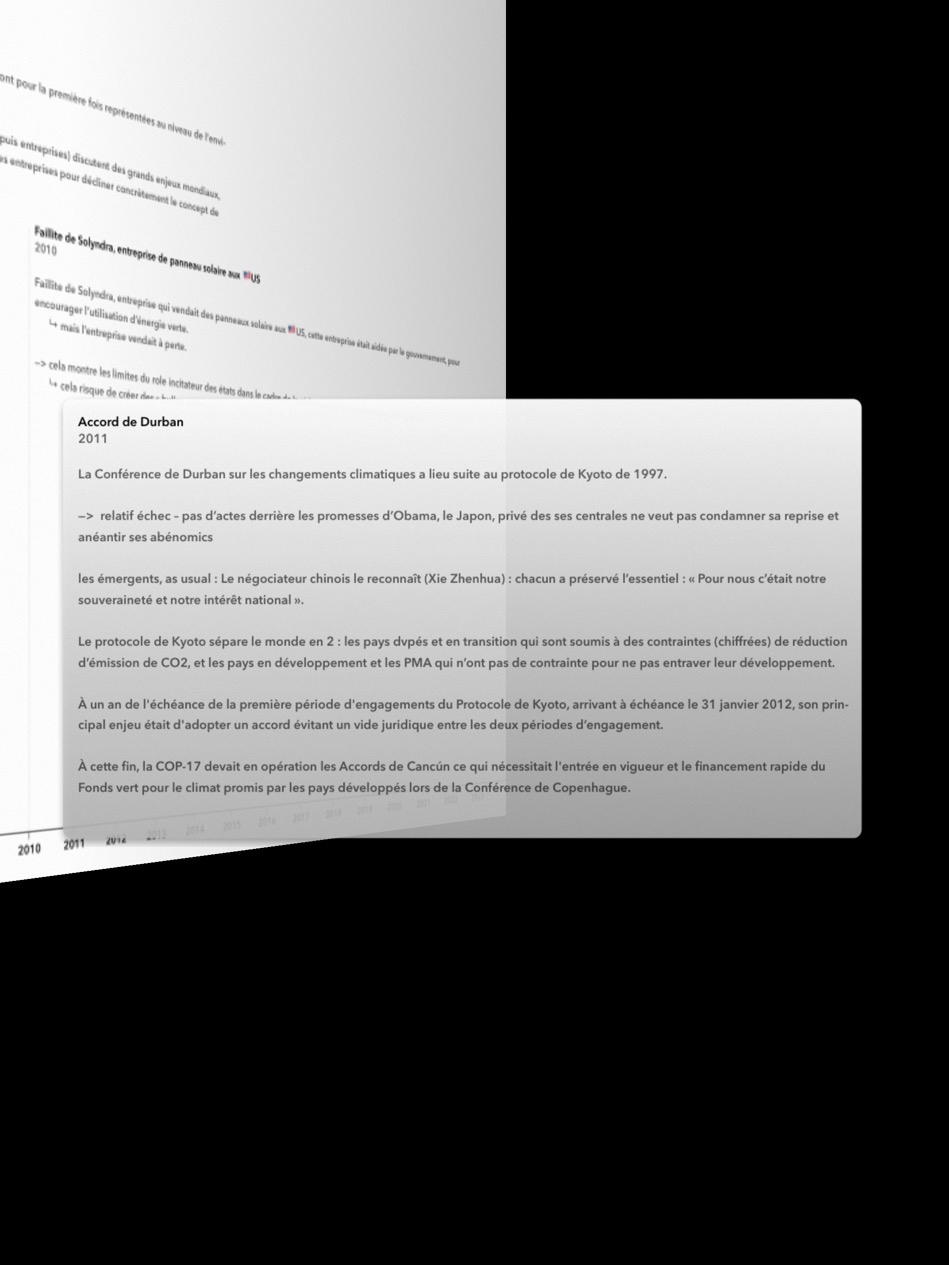 ont pour la première fois représentées au niveau de l'envi-
puis entreprises) discutent des grands enjeux mondiaux,
es entreprises pour décliner concrètement le concept de
Faillite de Solyndra, entreprise de panneau solaire aux 🇺🇸US
2010
Faillite de Solyndra, entreprise qui vendait des panneaux solaire aux 🇺🇸US, cette entreprise était aidée par le gouvernement, pour
encourager l'utilisation d'énergie verte.
↳ mais l'entreprise vendait à perte.
—> cela montre les limites du role incitateur des états dans le cadre de
↳ cela risque de créer des
Accord de Durban
2011
La Conférence de Durban sur les changements climatiques a lieu suite au protocole de Kyoto de 1997.
—> relatif échec – pas d'actes derrière les promesses d'Obama, le Japon, privé des ses centrales ne veut pas condamner sa reprise et
anéantir ses abénomics
les émergents, as usual : Le négociateur chinois le reconnaît (Xie Zhenhua) : chacun a préservé l'essentiel : « Pour nous c'était notre
souveraineté et notre intérêt national ».
Le protocole de Kyoto sépare le monde en 2 : les pays dvpés et en transition qui sont soumis à des contraintes (chiffrées) de réduction
d'émission de CO2, et les pays en développement et les PMA qui n'ont pas de contrainte pour ne pas entraver leur développement.
À un an de l'échéance de la première période d'engagements du Protocole de Kyoto, arrivant à échéance le 31 janvier 2012, son prin-
cipal enjeu était d'adopter un accord évitant un vide juridique entre les deux périodes d'engagement.
À cette fin, la COP-17 devait en opération les Accords de Cancún ce qui nécessitait l'entrée en vigueur et le financement rapide du
Fonds vert pour le climat promis par les pays développés lors de la Conférence de Copenhague.
2010 2011 2012 2013 2014 2015 2016 2017 2018 2019 2020 2021 2022